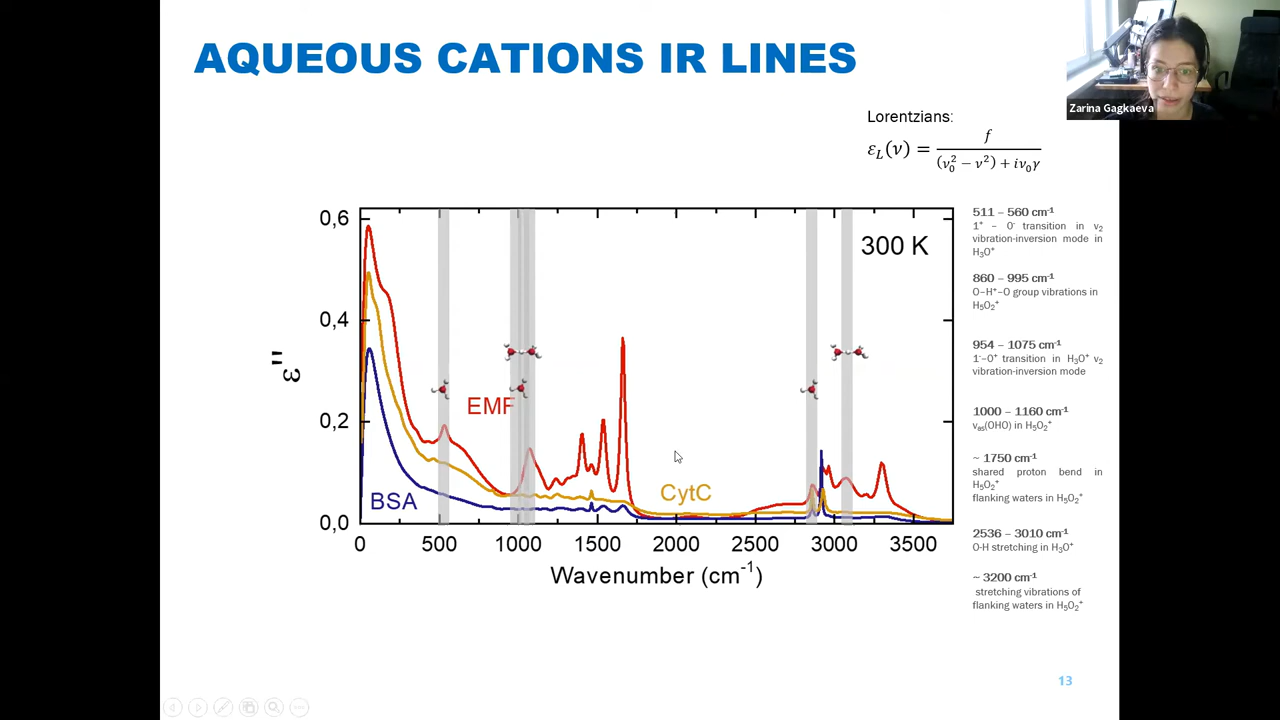 AQUEOUS CATIONS IR LINES
Zarina Gagkaeva
Lorentzians:
ε_L(ν) = f / ((ν₀² − ν²) + iν₀γ)
0,6
0,4
0,2
0,0
ε''
300 K
EMF
BSA
CytC
0 500 1000 1500 2000 2500 3000 3500
Wavenumber (cm⁻¹)
511 – 560 cm⁻¹
1⁺ – 0⁻ transition in ν₂
vibration-inversion mode in
H₃O⁺
860 – 995 cm⁻¹
O–H⁺–O group vibrations in
H₅O₂⁺
954 – 1075 cm⁻¹
1⁻–0⁺ transition in H₃O⁺ ν₂
vibration-inversion mode
1000 – 1160 cm⁻¹
νas(OHO) in H₅O₂⁺
~ 1750 cm⁻¹
shared proton bend in
H₅O₂⁺
flanking waters in H₅O₂⁺
2536 – 3010 cm⁻¹
O-H stretching in H₃O⁺
~ 3200 cm⁻¹
stretching vibrations of
flanking waters in H₅O₂⁺
13